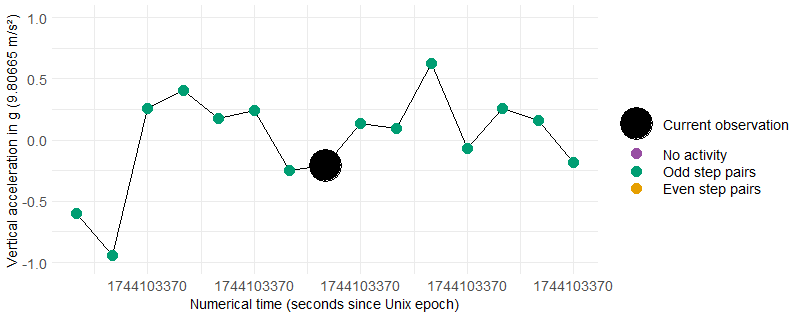 Vertical acceleration in g (9.80665 m/s²)
1.0
0.5
0.0
-0.5
-1.0
1744103370 1744103370 1744103370 1744103370 1744103370
Numerical time (seconds since Unix epoch)
Current observation
No activity
Odd step pairs
Even step pairs